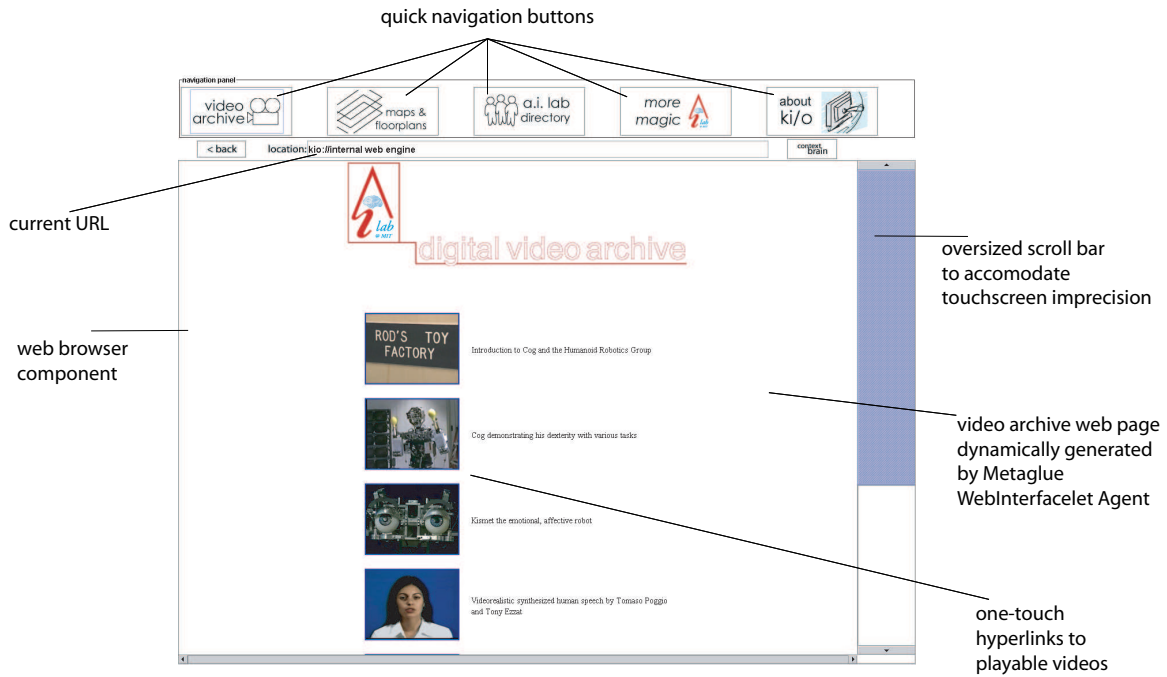 quick navigation buttons
navigation panel
video
archive
maps &
floorplans
a.i. lab
directory
more
magic
about
ki/o
< back
location: kio://internal web engine
context
brain
current URL
lab
@ MIT
digital video archive
oversized scroll bar
to accomodate
touchscreen imprecision
ROD'S TOY
FACTORY
Introduction to Cog and the Humanoid Robotics Group
web browser
component
Cog demonstrating his dexterity with various tasks
video archive web page
dynamically generated
by Metaglue
WebInterfacelet Agent
Kismet the emotional, affective robot
Videorealistic synthesized human speech by Tomaso Poggio
and Tony Ezzat
one-touch
hyperlinks to
playable videos